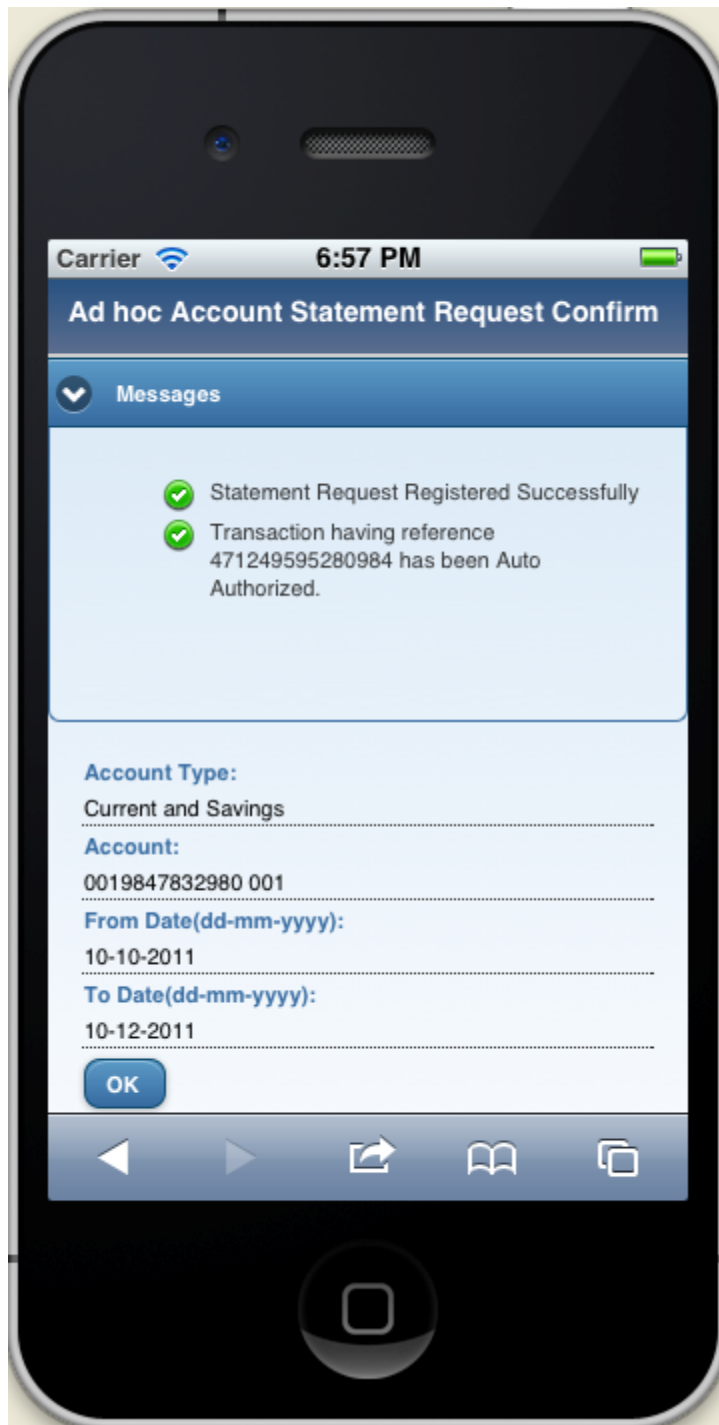 Carrier 6:57 PM
Ad hoc Account Statement Request Confirm
Messages
Statement Request Registered Successfully
Transaction having reference
471249595280984 has been Auto
Authorized.
Account Type:
Current and Savings
Account:
0019847832980 001
From Date(dd-mm-yyyy):
10-10-2011
To Date(dd-mm-yyyy):
10-12-2011
OK